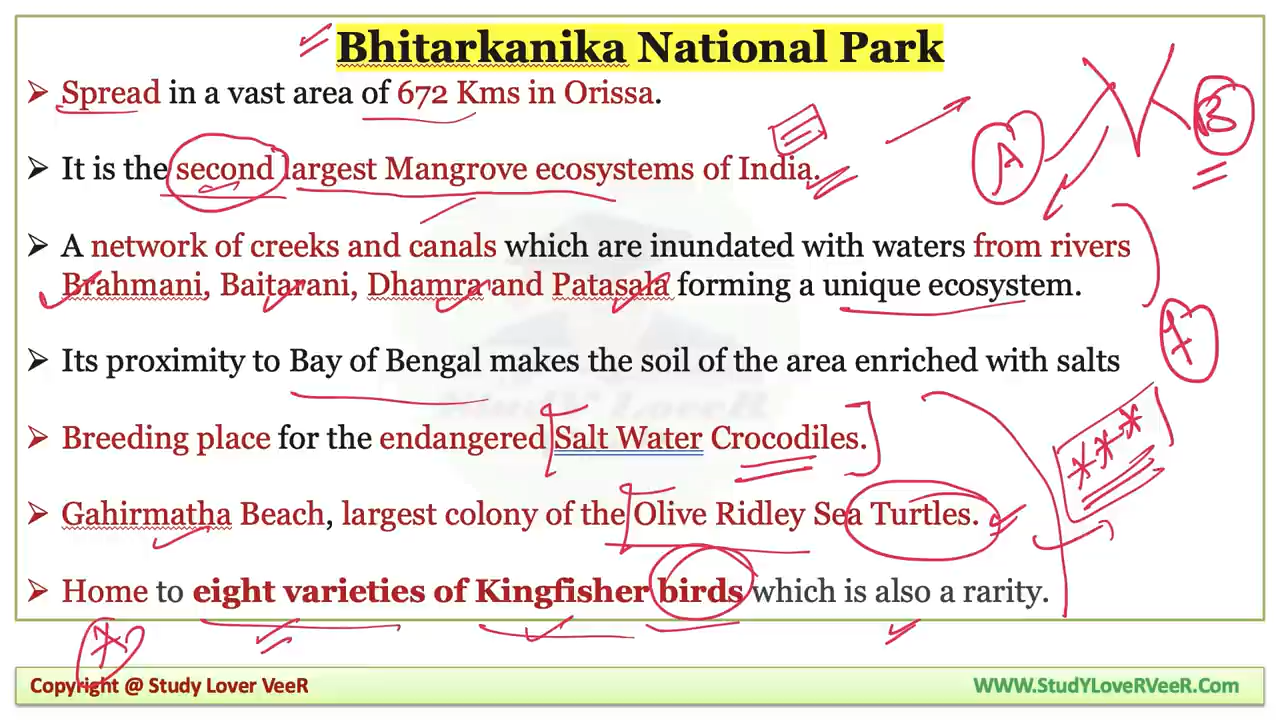 Bhitarkanika National Park
➢ Spread in a vast area of 672 Kms in Orissa.
➢ It is the second largest Mangrove ecosystems of India.
➢ A network of creeks and canals which are inundated with waters from rivers
Brahmani, Baitarani, Dhamra and Patasala forming a unique ecosystem.
➢ Its proximity to Bay of Bengal makes the soil of the area enriched with salts
➢ Breeding place for the endangered Salt Water Crocodiles.
➢ Gahirmatha Beach, largest colony of the Olive Ridley Sea Turtles.
➢ Home to eight varieties of Kingfisher birds which is also a rarity.
A
B
***
Copyright @ Study Lover VeeR
WWW.StudYLoveRVeeR.Com